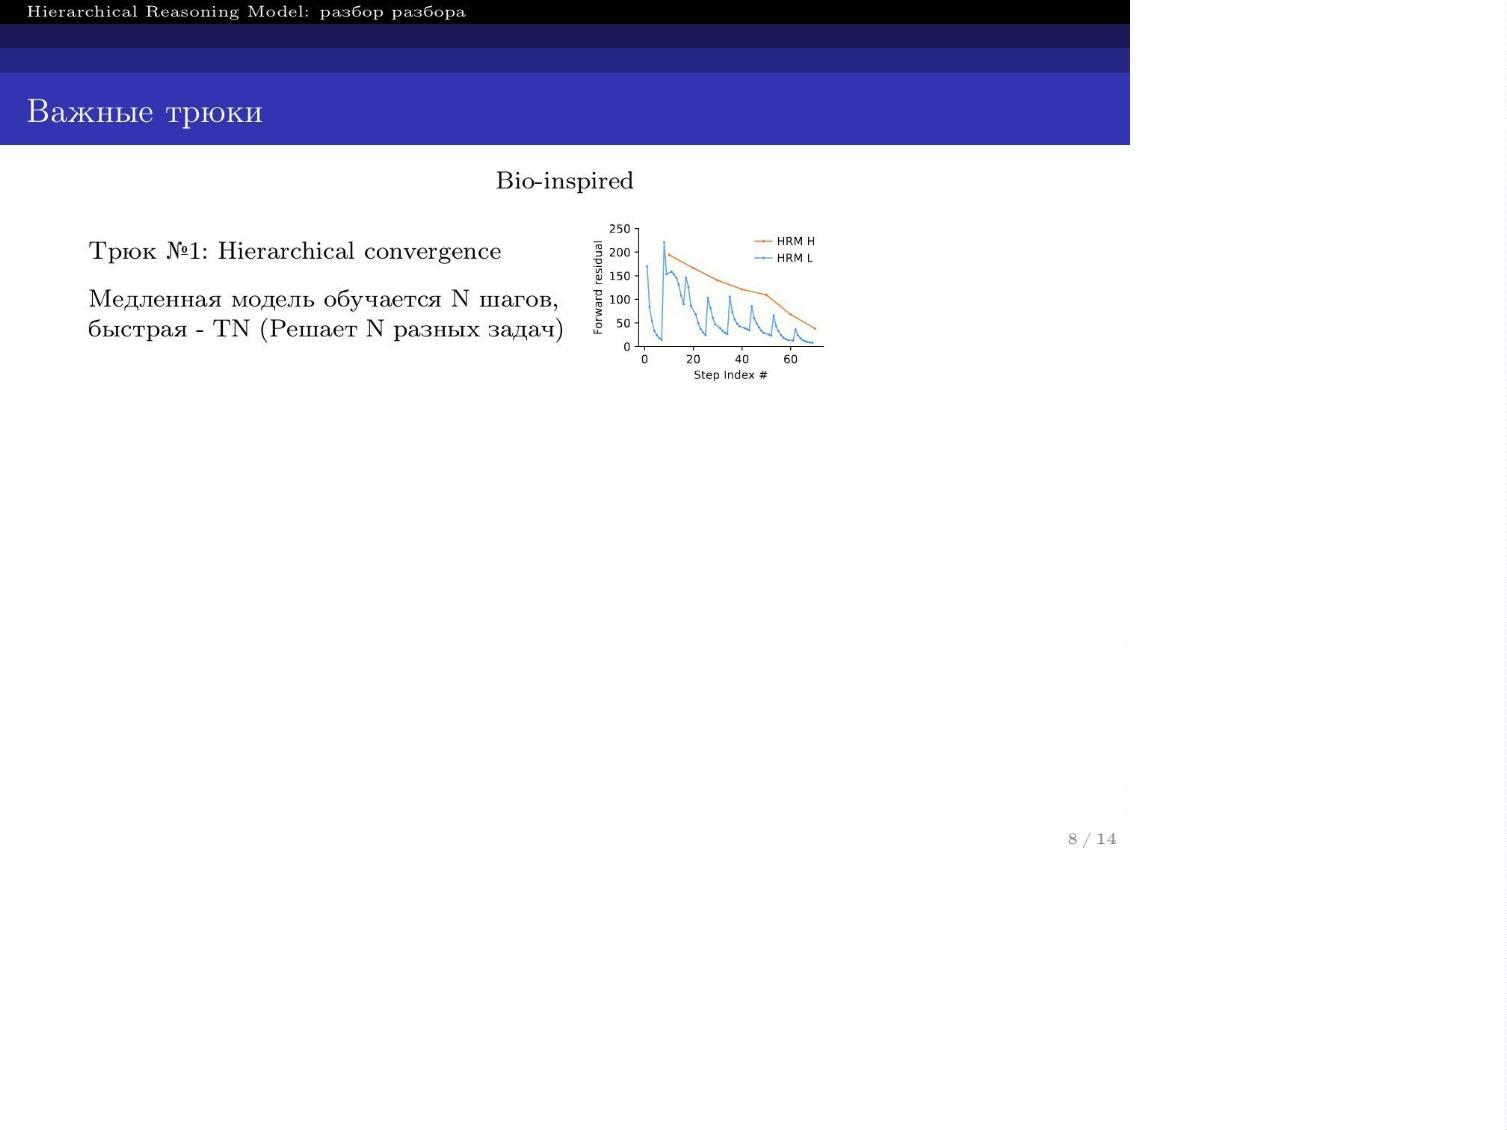 Hierarchical Reasoning Model: разбор разбора
Важные трюки
Bio-inspired
Трюк №1: Hierarchical convergence
Медленная модель обучается N шагов,
быстрая - TN (Решает N разных задач)
250
200
150
100
50
0
Forward residual
HRM H
HRM L
0 20 40 60
Step Index #
8 / 14